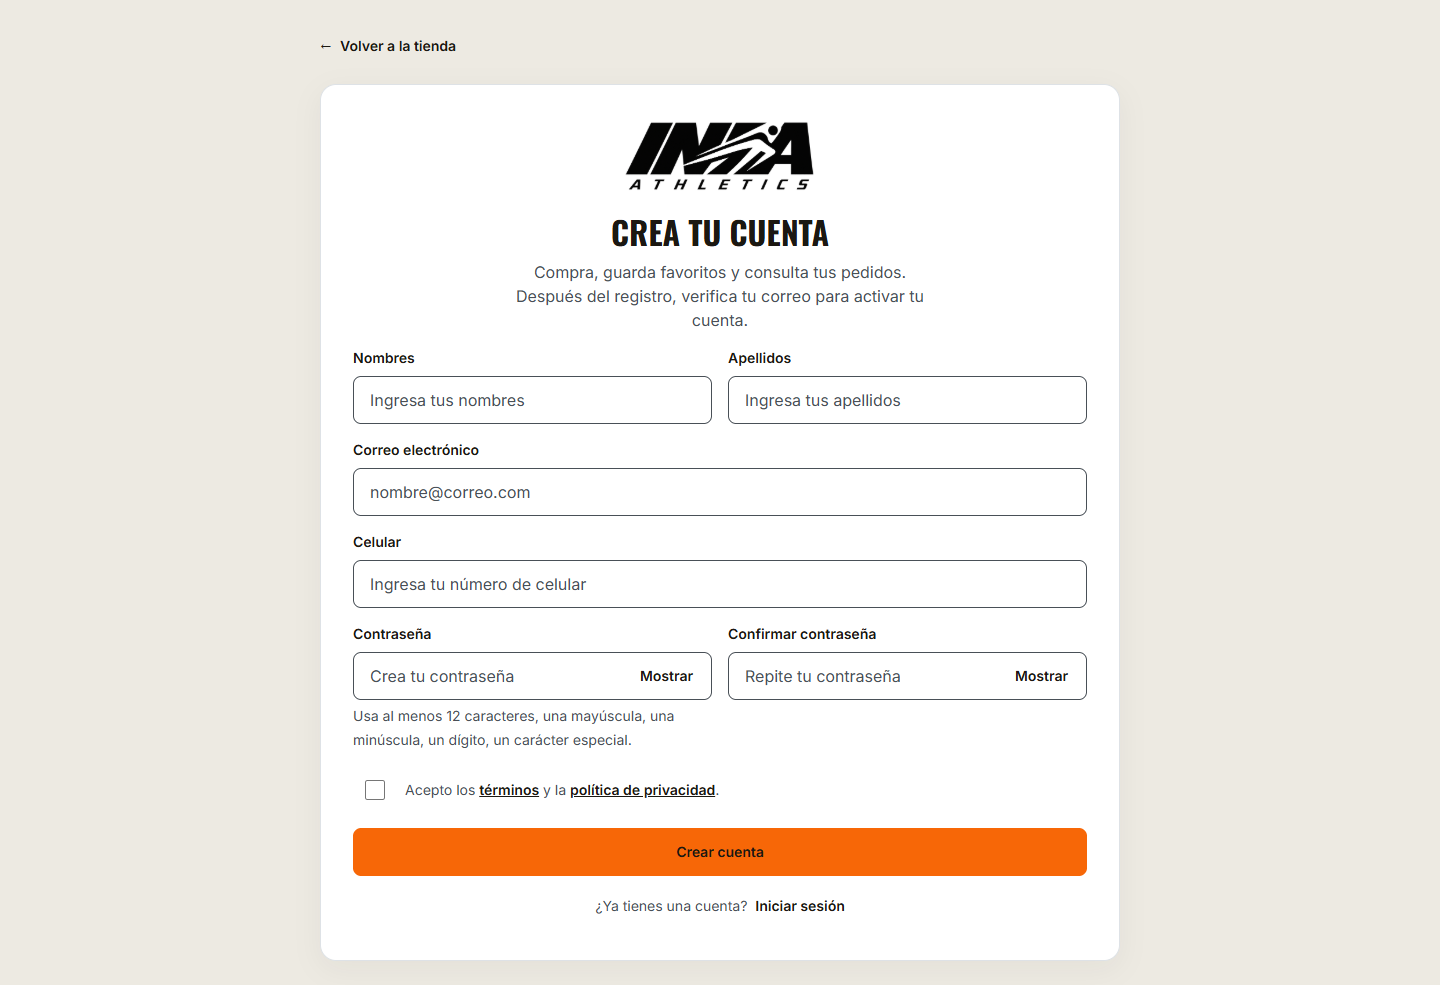 ← Volver a la tienda
INZA
ATHLETICS
CREA TU CUENTA
Compra, guarda favoritos y consulta tus pedidos.
Después del registro, verifica tu correo para activar tu
cuenta.
Nombres
Apellidos
Ingresa tus nombres
Ingresa tus apellidos
Correo electrónico
nombre@correo.com
Celular
Ingresa tu número de celular
Contraseña
Confirmar contraseña
Crea tu contraseña Mostrar
Repite tu contraseña Mostrar
Usa al menos 12 caracteres, una mayúscula, una
minúscula, un dígito, un carácter especial.
Acepto los términos y la política de privacidad.
Crear cuenta
¿Ya tienes una cuenta? Iniciar sesión